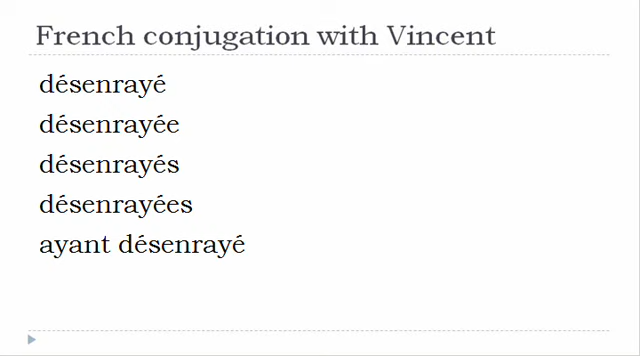 French conjugation with Vincent
désenrayé
désenrayée
désenrayés
désenrayées
ayant désenrayé